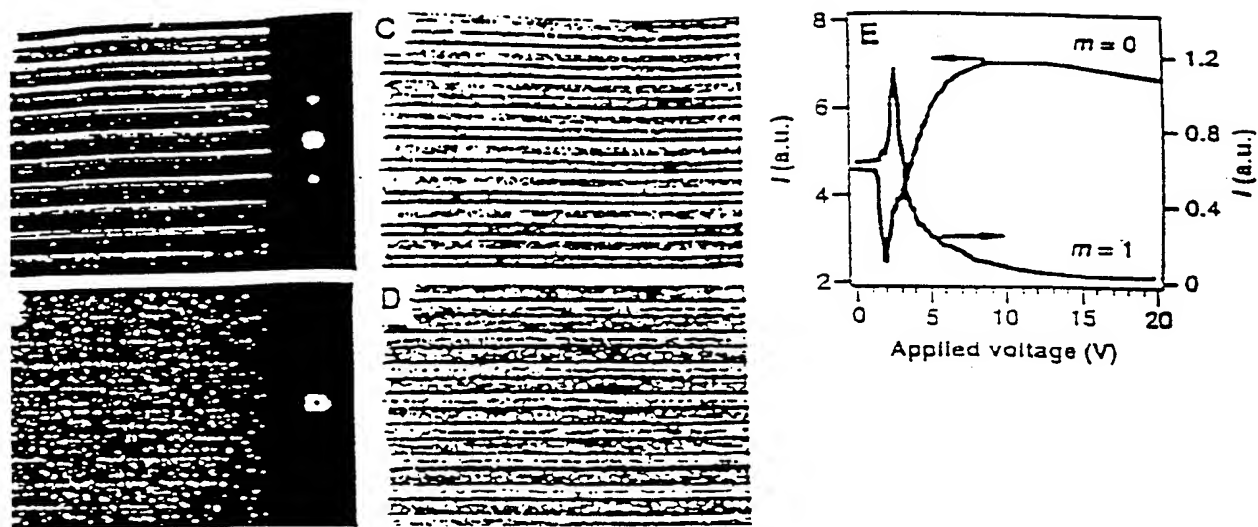 C
D
E
m = 0
m = 1
8
6
4
2
I (a.u.)
1.2
0.8
0.4
0
I (a.u.)
0 5 10 15 20
Applied voltage (V)